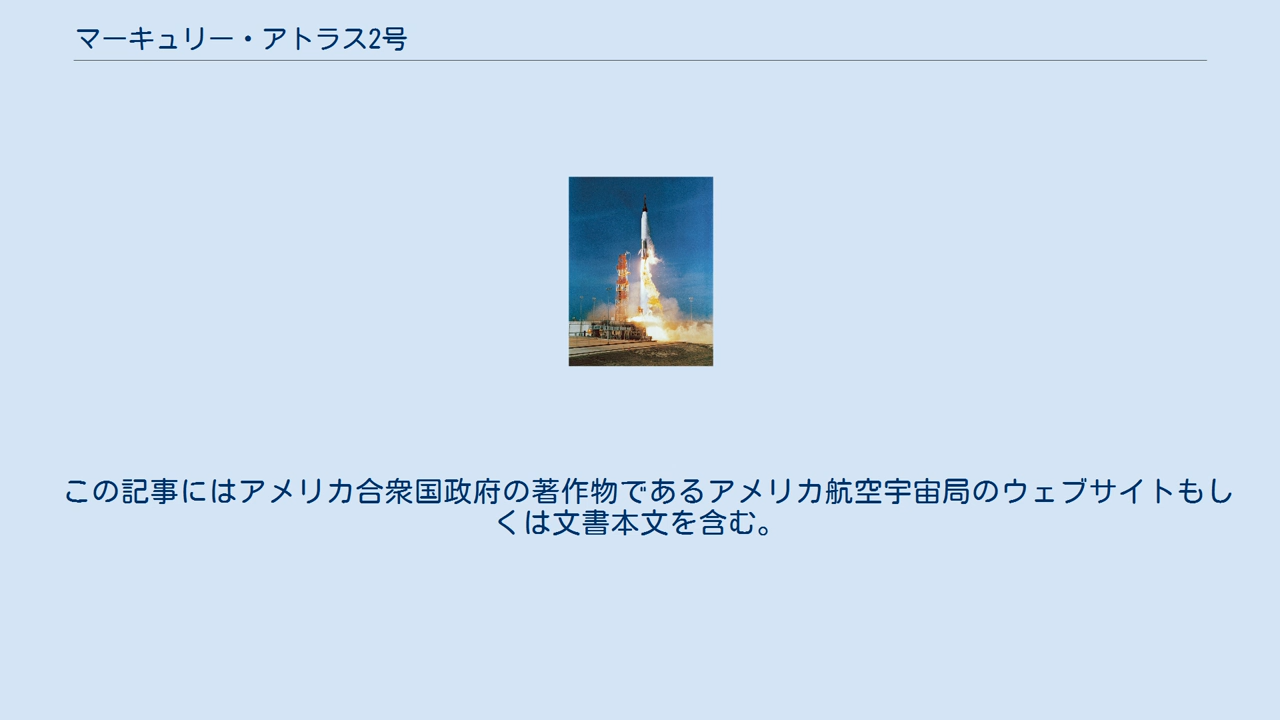 マーキュリー・アトラス2号
この記事にはアメリカ合衆国政府の著作物であるアメリカ航空宇宙局のウェブサイトもし
くは文書本文を含む。